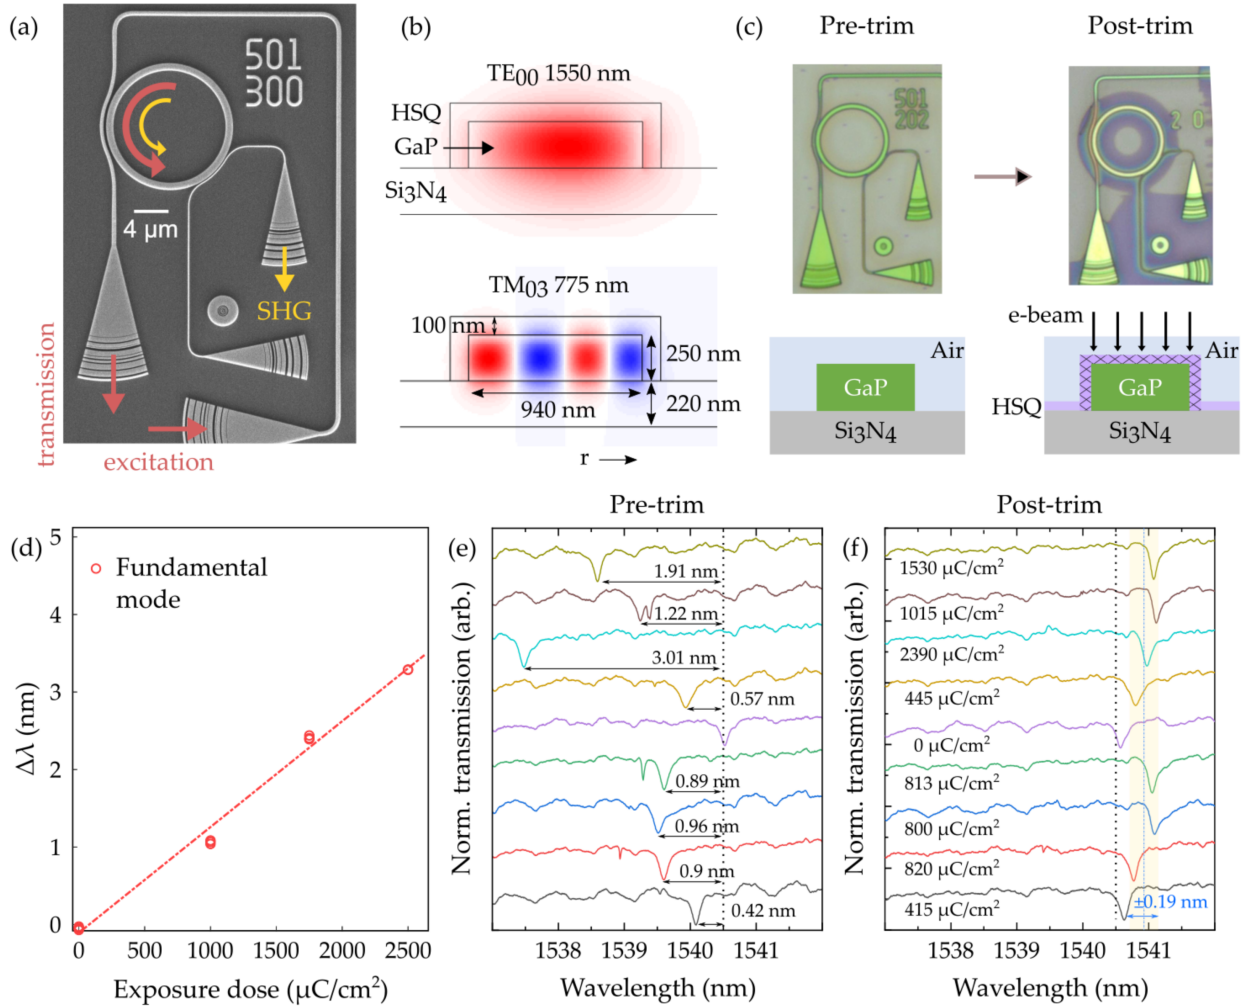 (a)
501
300
4 μm
SHG
transmission
excitation
(b)
TE00 1550 nm
HSQ
GaP
Si3N4
TM03 775 nm
100 nm
250 nm
940 nm
220 nm
r
(c)
Pre-trim
Post-trim
501
202
2 0
e-beam
Air
Air
GaP
GaP
HSQ
Si3N4
Si3N4
(d)
5
4
3
2
1
0
Δλ (nm)
Fundamental
mode
0
500
1000
1500
2000
2500
Exposure dose (μC/cm²)
Pre-trim
(e)
Norm. transmission (arb.)
1.91 nm
1.22 nm
3.01 nm
0.57 nm
0.89 nm
0.96 nm
0.9 nm
0.42 nm
1538
1539
1540
1541
Wavelength (nm)
Post-trim
(f)
Norm. transmission (arb.)
1530 μC/cm²
1015 μC/cm²
2390 μC/cm²
445 μC/cm²
0 μC/cm²
813 μC/cm²
800 μC/cm²
820 μC/cm²
415 μC/cm²
±0.19 nm
1538
1539
1540
1541
Wavelength (nm)